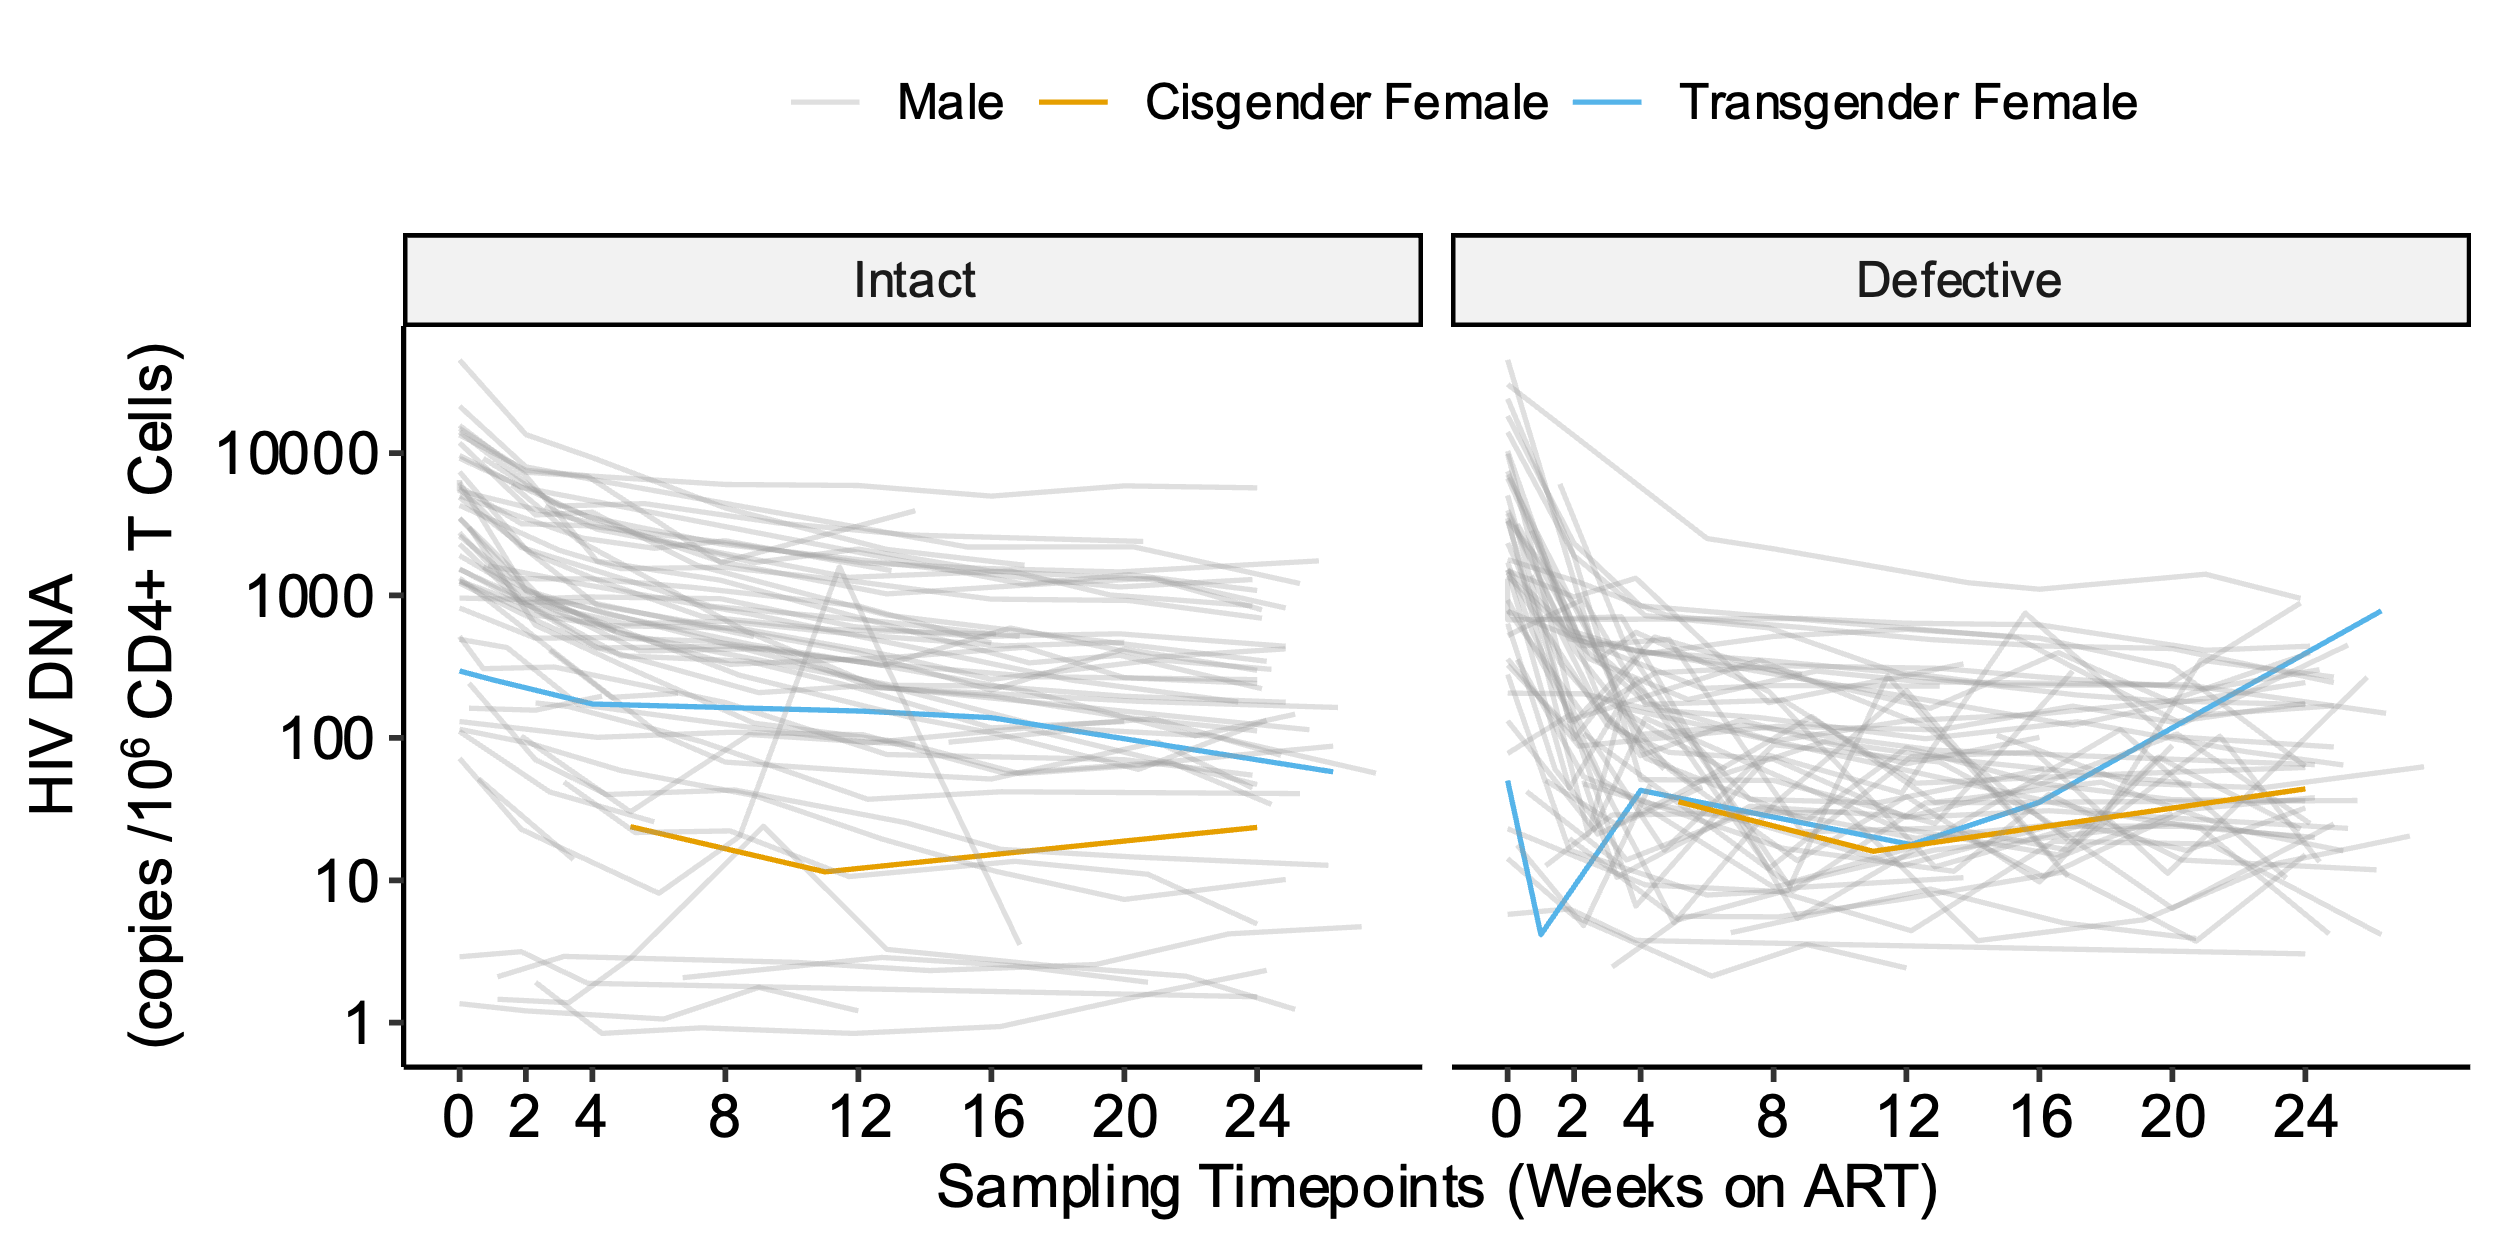 Male Cisgender Female Transgender Female
Intact Defective
HIV DNA
(copies /10⁶ CD4+ T Cells)
10000
1000
100
10
1
0 2 4 8 12 16 20 24 0 2 4 8 12 16 20 24
Sampling Timepoints (Weeks on ART)